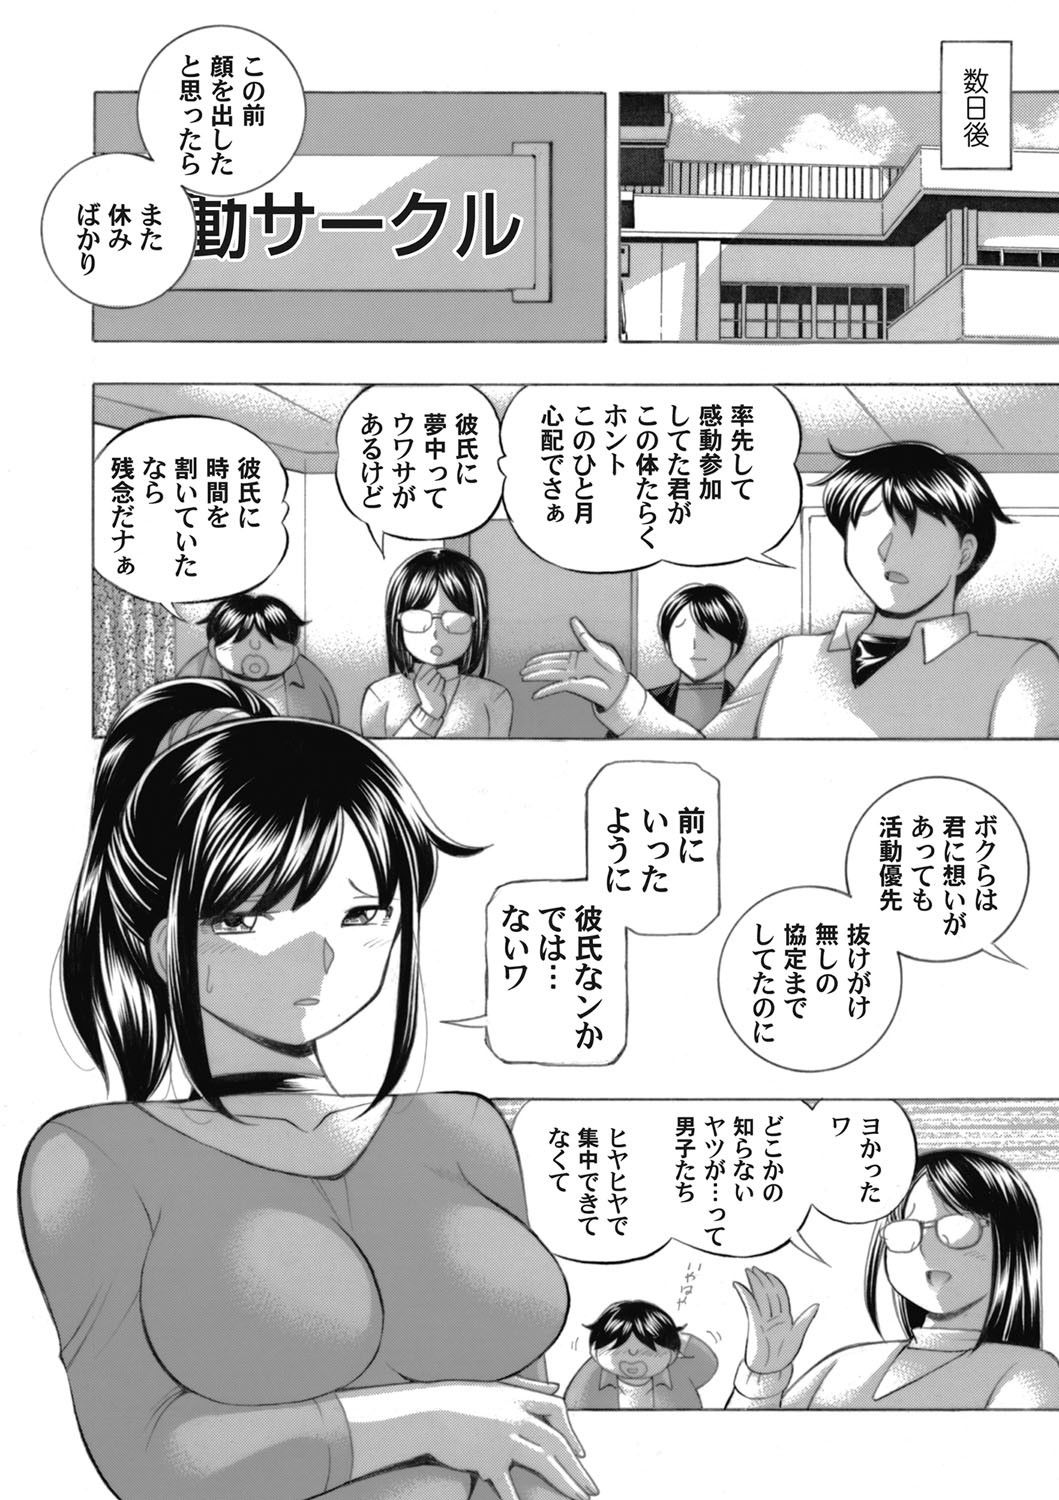 数日後
この前
顔を出した
と思ったら
また
休み
ばかり
動サークル
率先して
感動参加
してた君が
この体たらく
ホント
このひと月
心配でさぁ
彼氏に
夢中って
ウワサが
あるけど
彼氏に
時間を
割いていた
なら
残念だナぁ
ボクらは
君に想いが
あっても
活動優先
抜けがけ
無しの
協定まで
してたのに
前に
いった
ように
彼氏なンか
では…
ないワ
ヨかった
ワ
どこかの
知らない
ヤツが…って
男子たち
ヒヤヒヤで
集中できて
なくて
いやはや